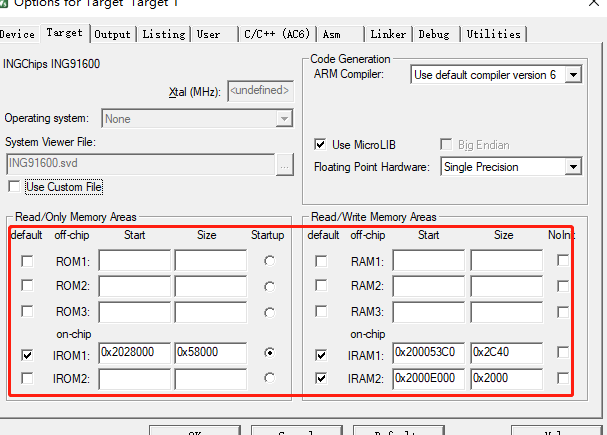 Options for Target 'Target 1'
Device Target Output Listing User C/C++ (AC6) Asm Linker Debug Utilities
INGChips ING91600
Xtal (MHz): <undefined>
Operating system: None
System Viewer File:
ING91600.svd ...
Use Custom File
Code Generation
ARM Compiler: Use default compiler version 6
Use MicroLIB Big Endian
Floating Point Hardware: Single Precision
Read/Only Memory Areas
default off-chip Start Size Startup
ROM1:
ROM2:
ROM3:
on-chip
IROM1: 0x2028000 0x58000
IROM2:
Read/Write Memory Areas
default off-chip Start Size NoInit
RAM1:
RAM2:
RAM3:
on-chip
IRAM1: 0x200053C0 0x2C40
IRAM2: 0x2000E000 0x2000